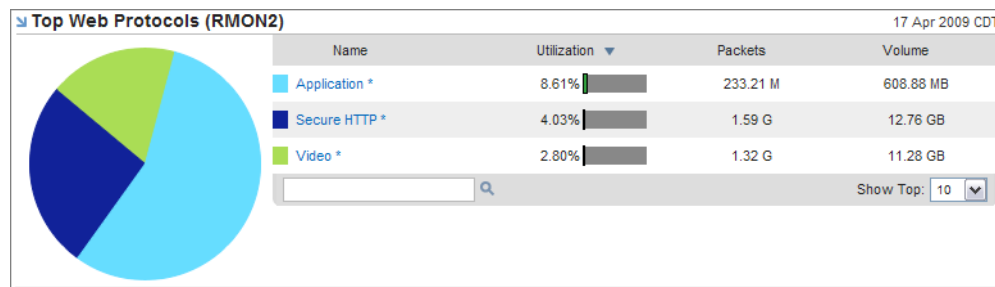 Top Web Protocols (RMON2) 17 Apr 2009 CDT
Name Utilization Packets Volume
Application * 8.61% 233.21 M 608.88 MB
Secure HTTP * 4.03% 1.59 G 12.76 GB
Video * 2.80% 1.32 G 11.28 GB
Show Top: 10